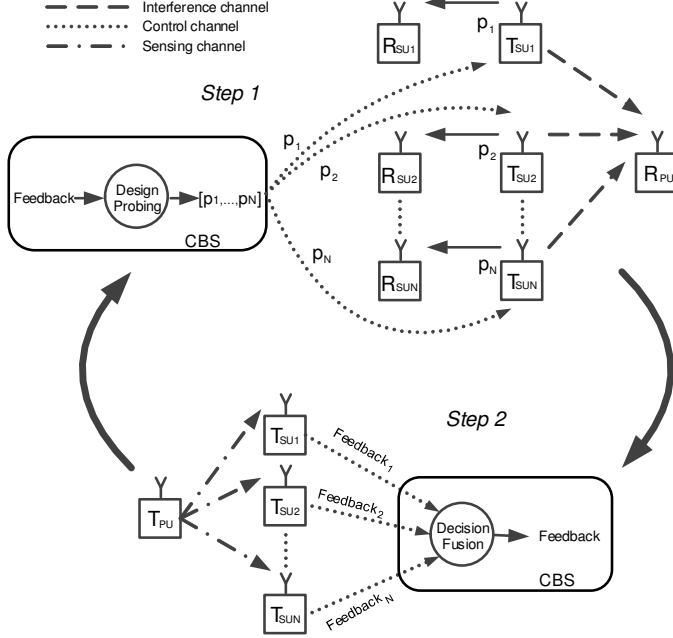 Interference channel
Control channel
Sensing channel
Step 1
RSU1
p1
TSU1
p1
p2
pN
Feedback
Design
Probing
[p1,...,pN]
CBS
RSU2
p2
TSU2
RPU
RSUN
pN
TSUN
Step 2
TPU
TSU1
TSU2
TSUN
Feedback1
Feedback2
FeedbackN
Decision
Fusion
Feedback
CBS